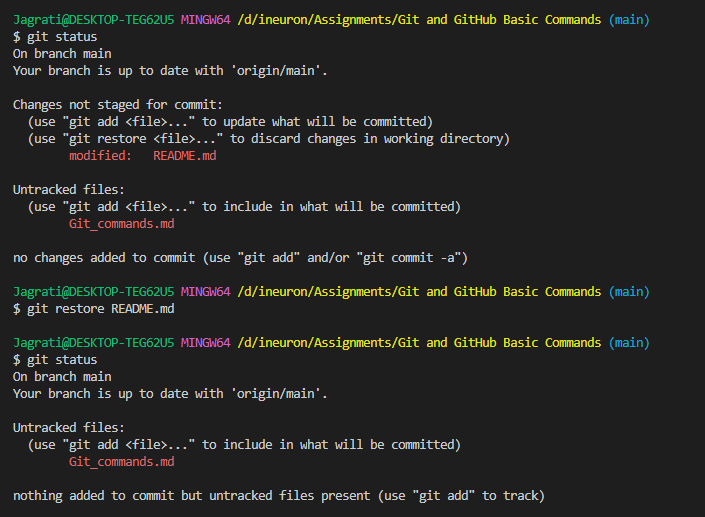 Jagrati@DESKTOP-TEG62U5 MINGW64 /d/ineuron/Assignments/Git and GitHub Basic Commands (main)
$ git status
On branch main
Your branch is up to date with 'origin/main'.
Changes not staged for commit:
(use "git add <file>..." to update what will be committed)
(use "git restore <file>..." to discard changes in working directory)
modified: README.md
Untracked files:
(use "git add <file>..." to include in what will be committed)
Git_commands.md
no changes added to commit (use "git add" and/or "git commit -a")
Jagrati@DESKTOP-TEG62U5 MINGW64 /d/ineuron/Assignments/Git and GitHub Basic Commands (main)
$ git restore README.md
Jagrati@DESKTOP-TEG62U5 MINGW64 /d/ineuron/Assignments/Git and GitHub Basic Commands (main)
$ git status
On branch main
Your branch is up to date with 'origin/main'.
Untracked files:
(use "git add <file>..." to include in what will be committed)
Git_commands.md
nothing added to commit but untracked files present (use "git add" to track)